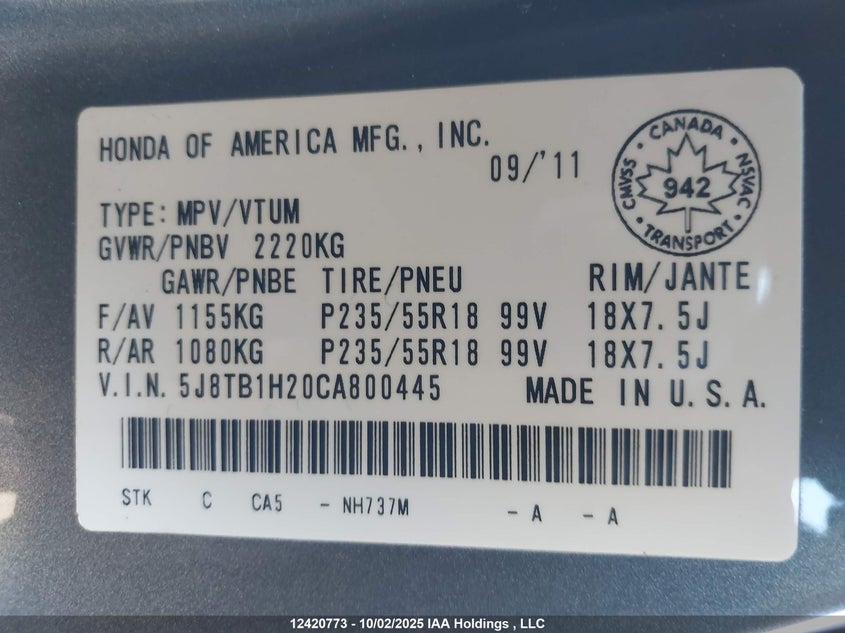 HONDA OF AMERICA MFG., INC.
09/'11
CANADA
CMVSS
942
NSVAC
TRANSPORT
TYPE: MPV/VTUM
GVWR/PNBV 2220KG
GAWR/PNBE TIRE/PNEU RIM/JANTE
F/AV 1155KG P235/55R18 99V 18X7.5J
R/AR 1080KG P235/55R18 99V 18X7.5J
V.I.N. 5J8TB1H20CA800445 MADE IN U.S.A.
STK C CA5 - NH737M - A - A
12420773 - 10/02/2025 IAA Holdings , LLC